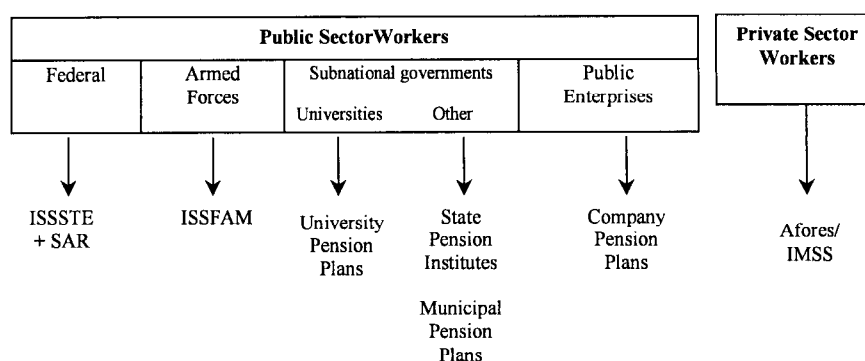 Public SectorWorkers
Federal
Armed
Forces
Subnational governments
Universities Other
Public
Enterprises
Private Sector
Workers
ISSSTE
+ SAR
ISSFAM
University
Pension
Plans
State
Pension
Institutes
Municipal
Pension
Plans
Company
Pension
Plans
Afores/
IMSS